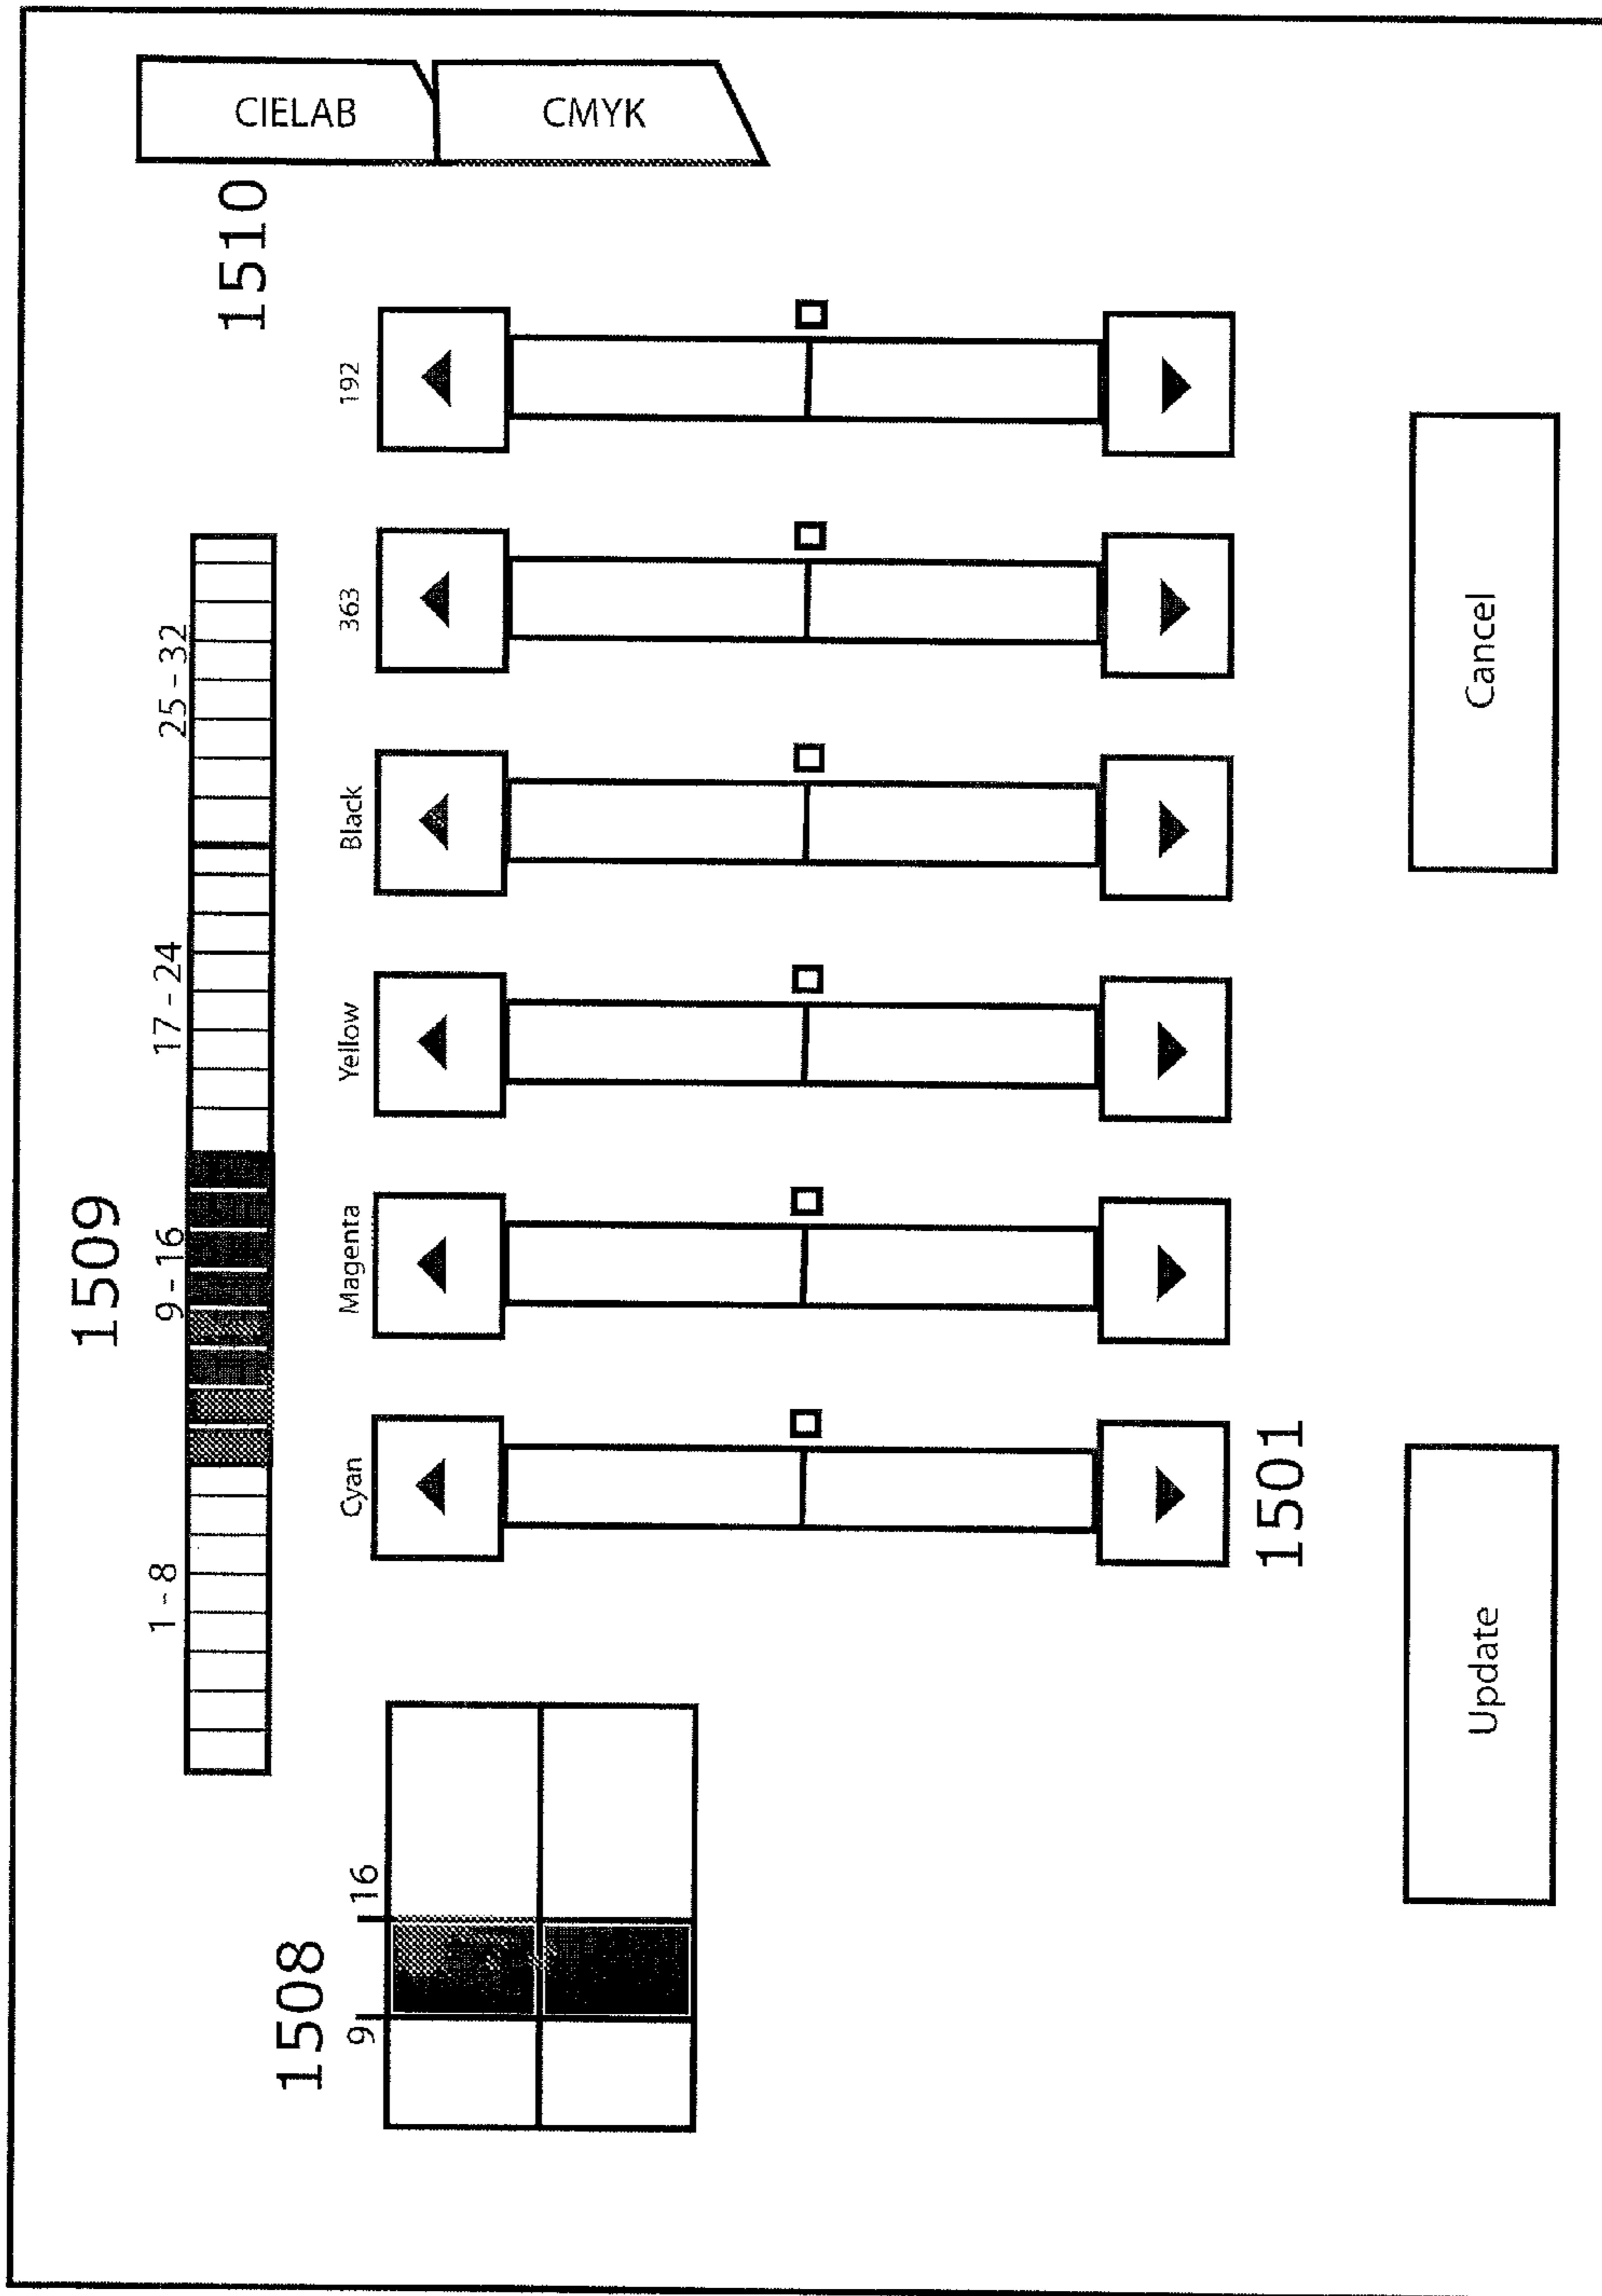 CIELAB
CMYK
1510
1509
1 - 8
9 - 16
17 - 24
25 - 32
1508
9
16
Cyan
Magenta
Yellow
Black
363
192
1501
Update
Cancel